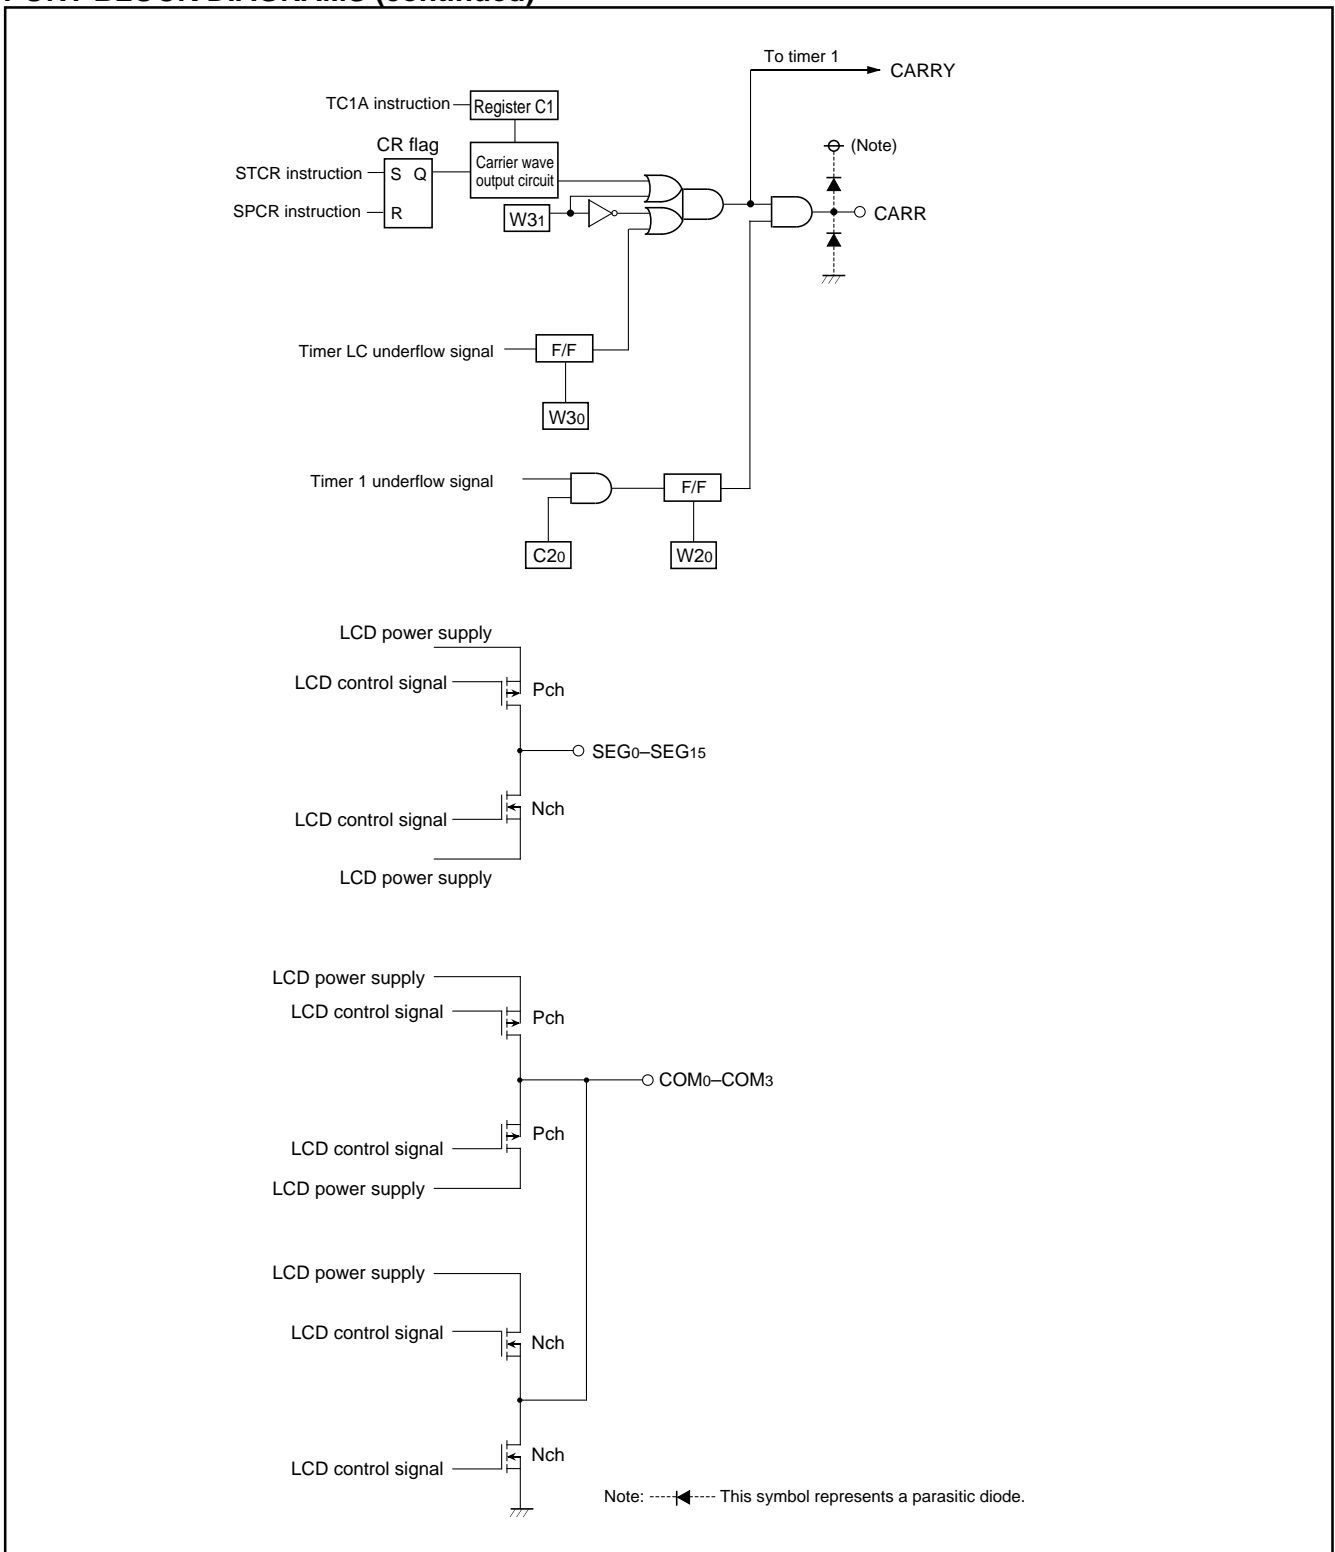 PORT BLOCK DIAGRAMS (continued)
To timer 1
CARRY
TC1A instruction
Register C1
CR flag
(Note)
STCR instruction
S Q
Carrier wave
output circuit
SPCR instruction
R
W31
CARR
Timer LC underflow signal
F/F
W30
Timer 1 underflow signal
F/F
C20
W20
LCD power supply
LCD control signal
Pch
SEG0–SEG15
Nch
LCD control signal
LCD power supply
LCD power supply
LCD control signal
Pch
COM0–COM3
Pch
LCD control signal
LCD power supply
LCD power supply
LCD control signal
Nch
Nch
LCD control signal
Note: This symbol represents a parasitic diode.